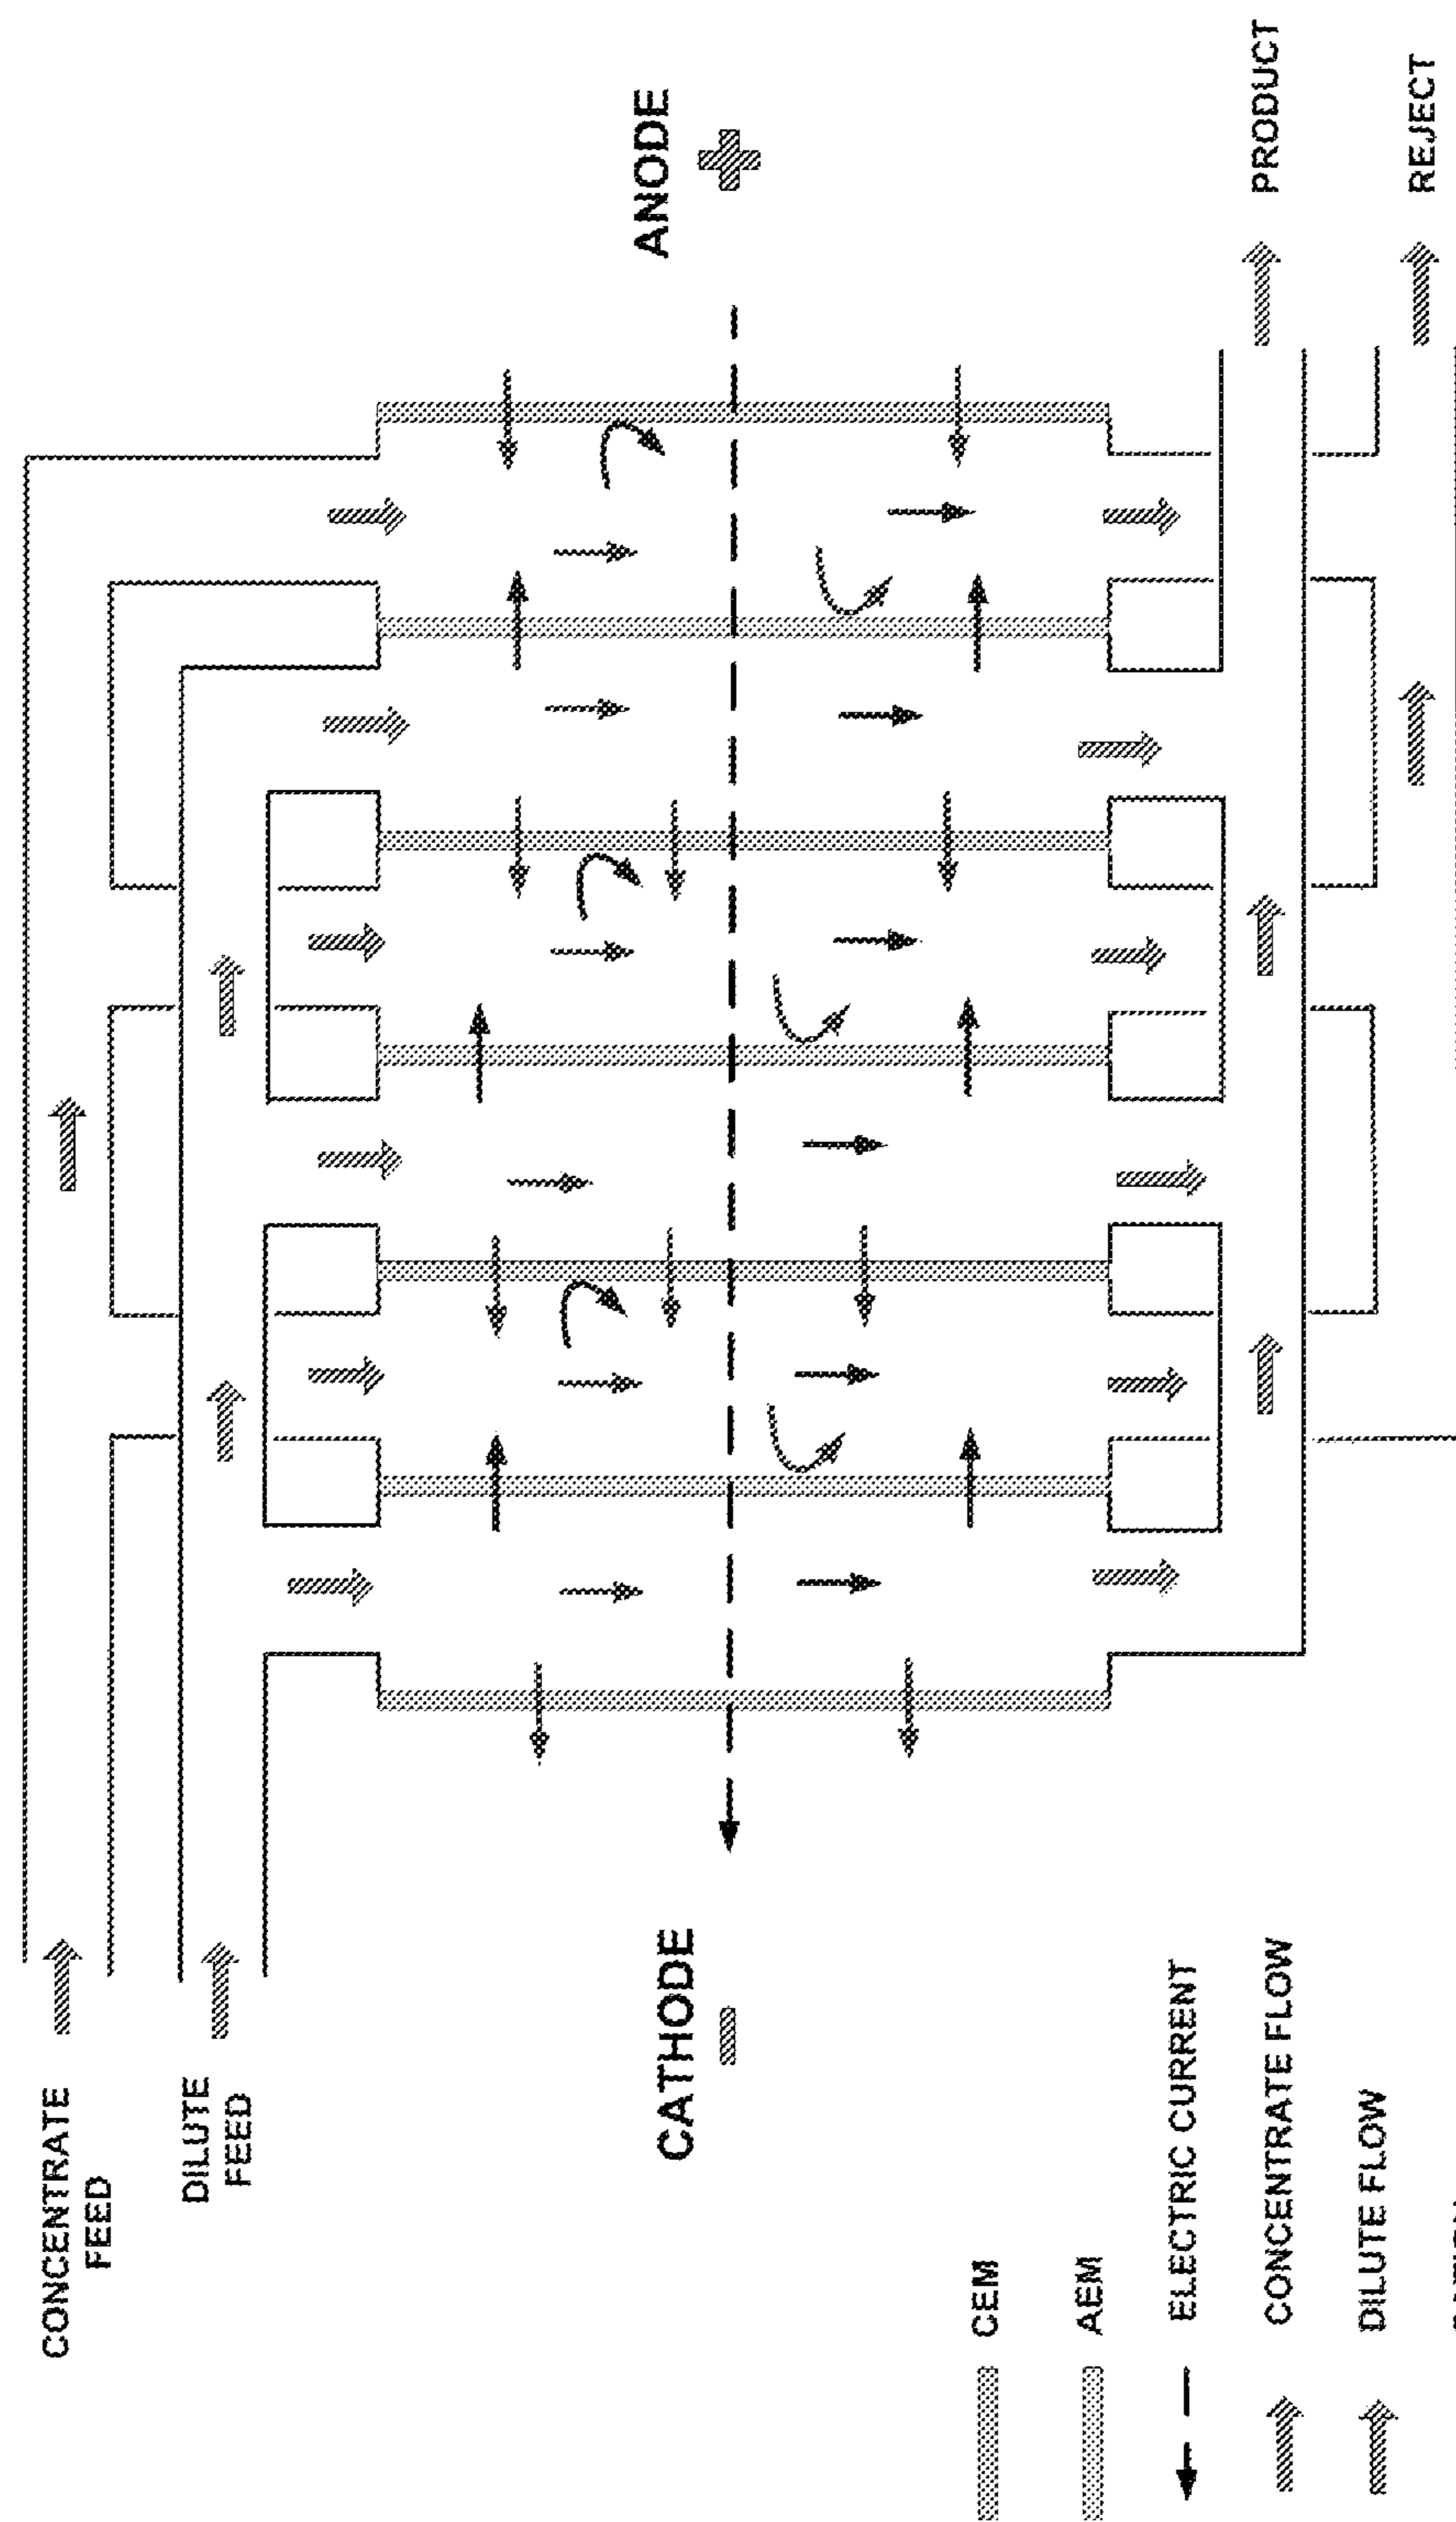 CONCENTRATE
FEED
DILUTE
FEED
CATHODE
ANODE
PRODUCT
REJECT
CEM
AEM
ELECTRIC CURRENT
CONCENTRATE FLOW
DILUTE FLOW